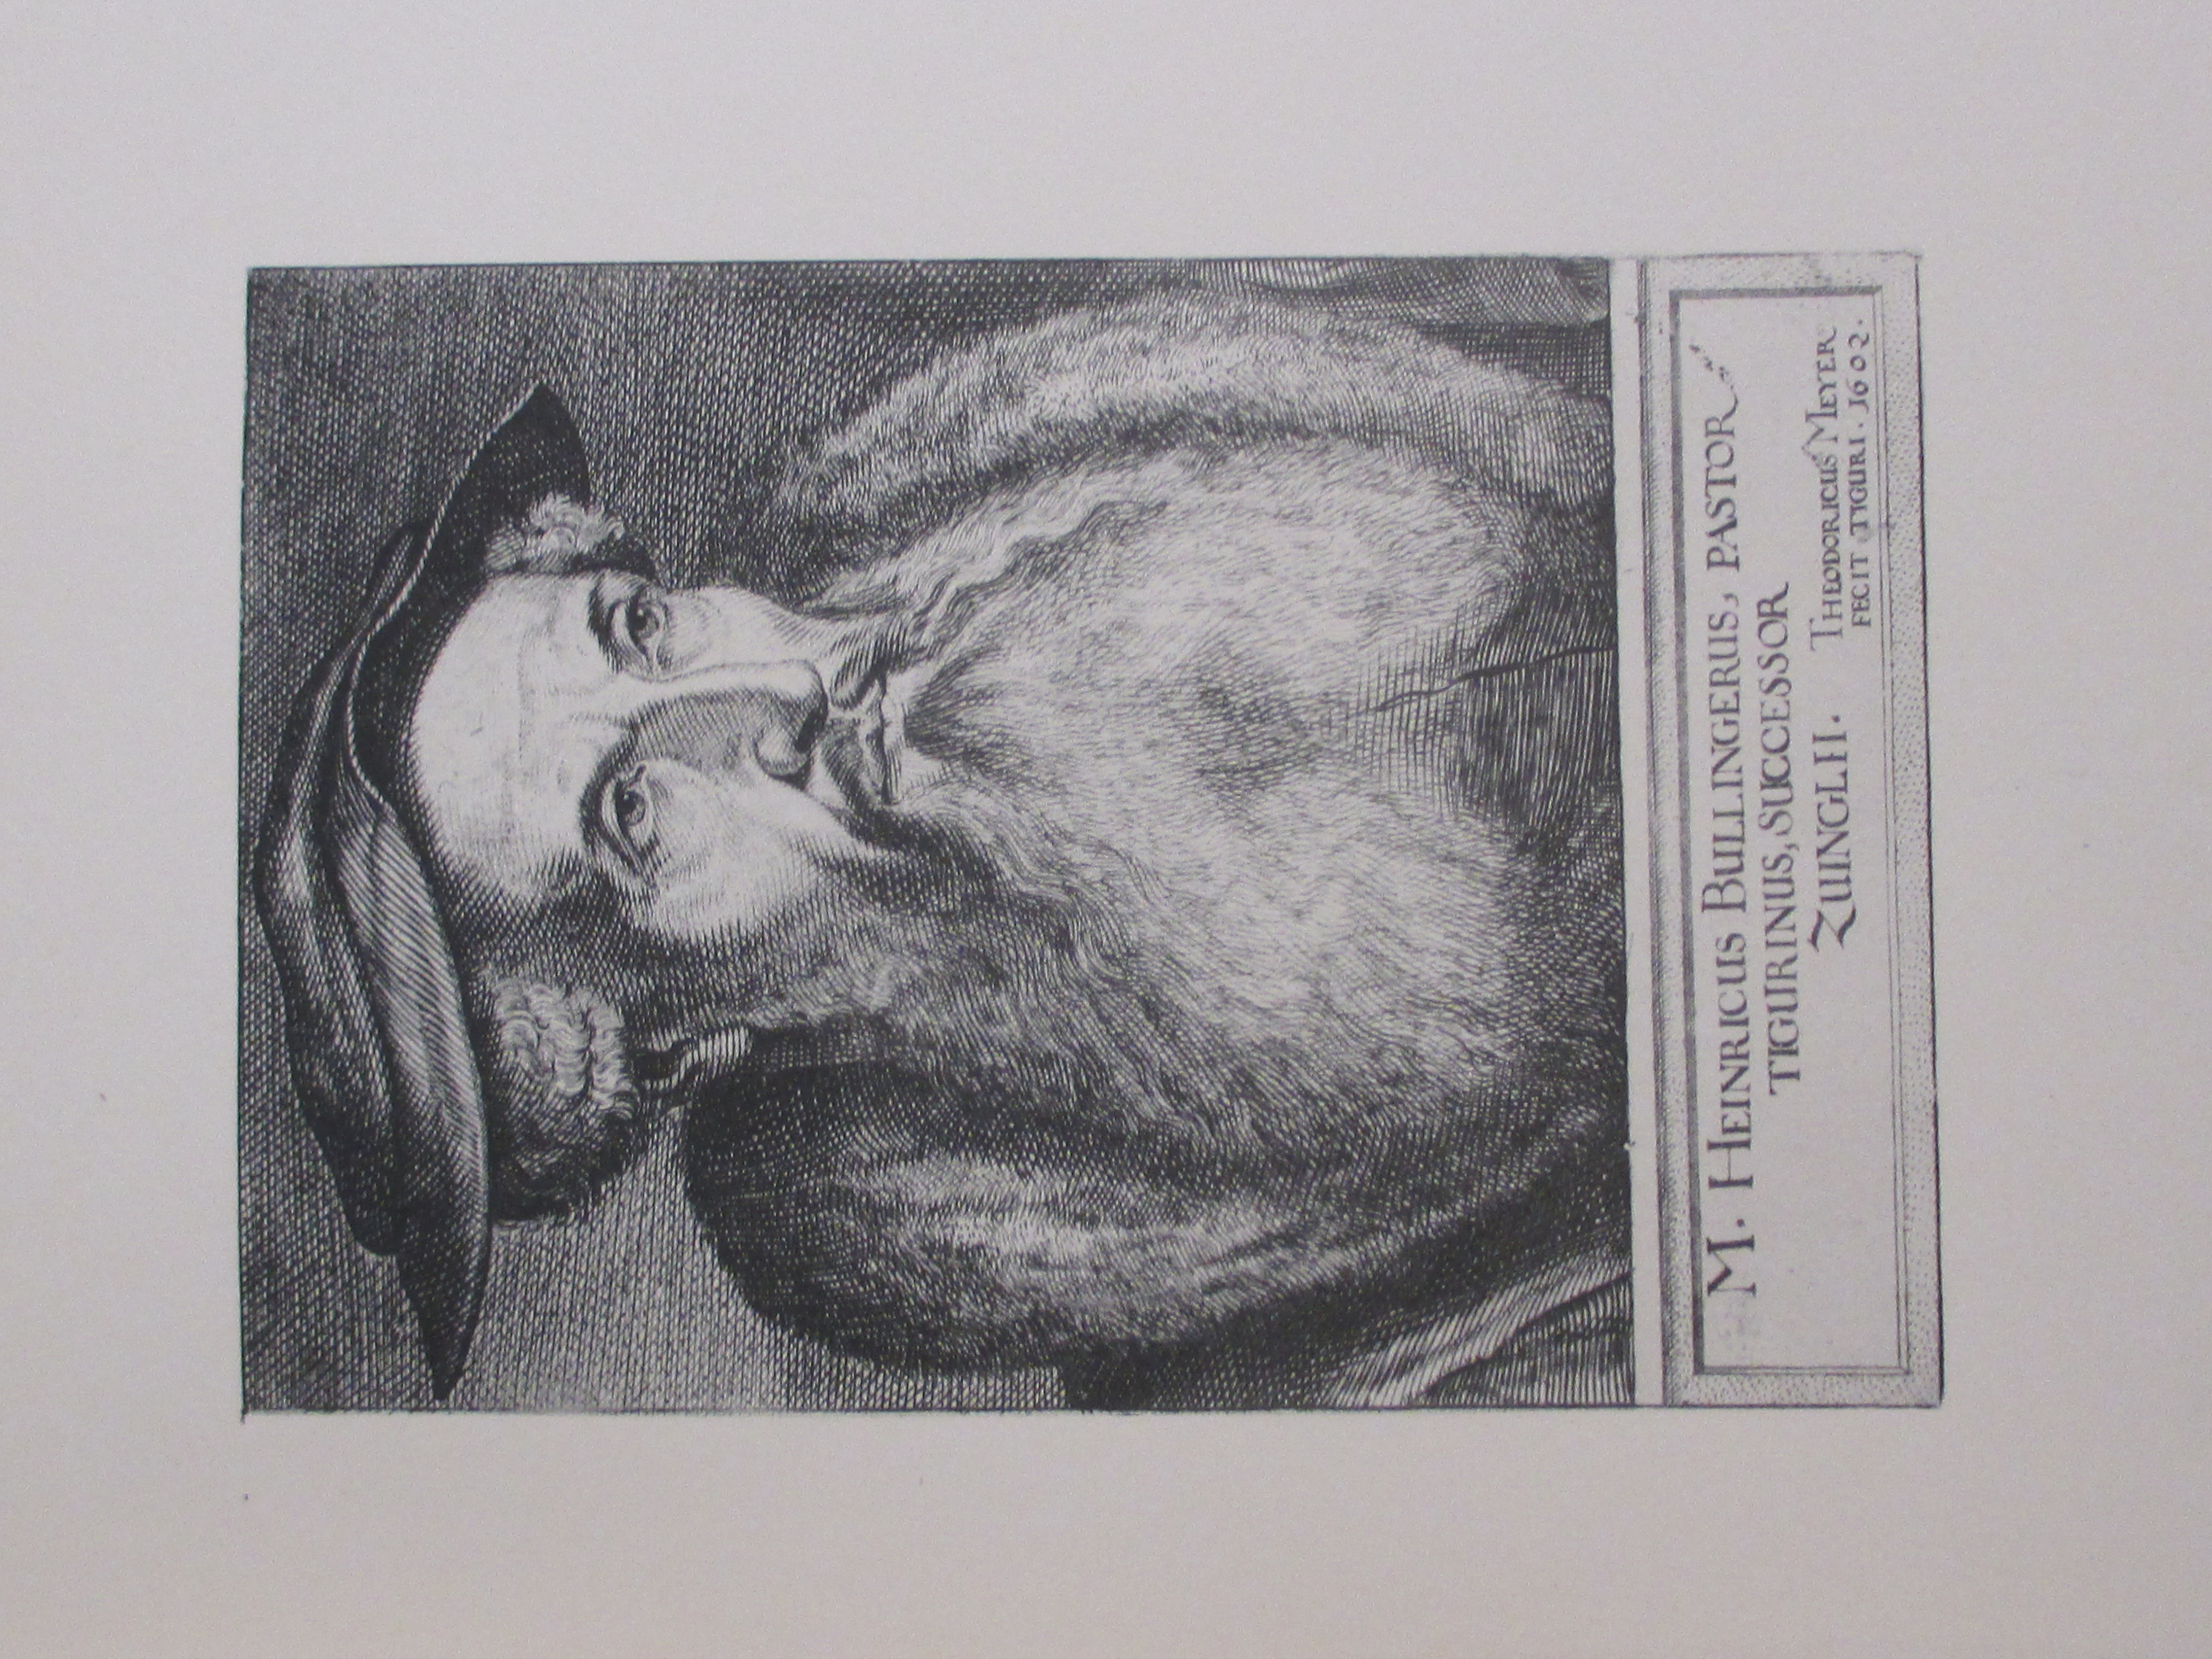 M. HEINRICUS BULLINGERUS, PASTOR
TIGURINUS, SUCCESSOR
ZUINGLII.
THEODORICUS MEYER
FECIT TIGURI. 1602.